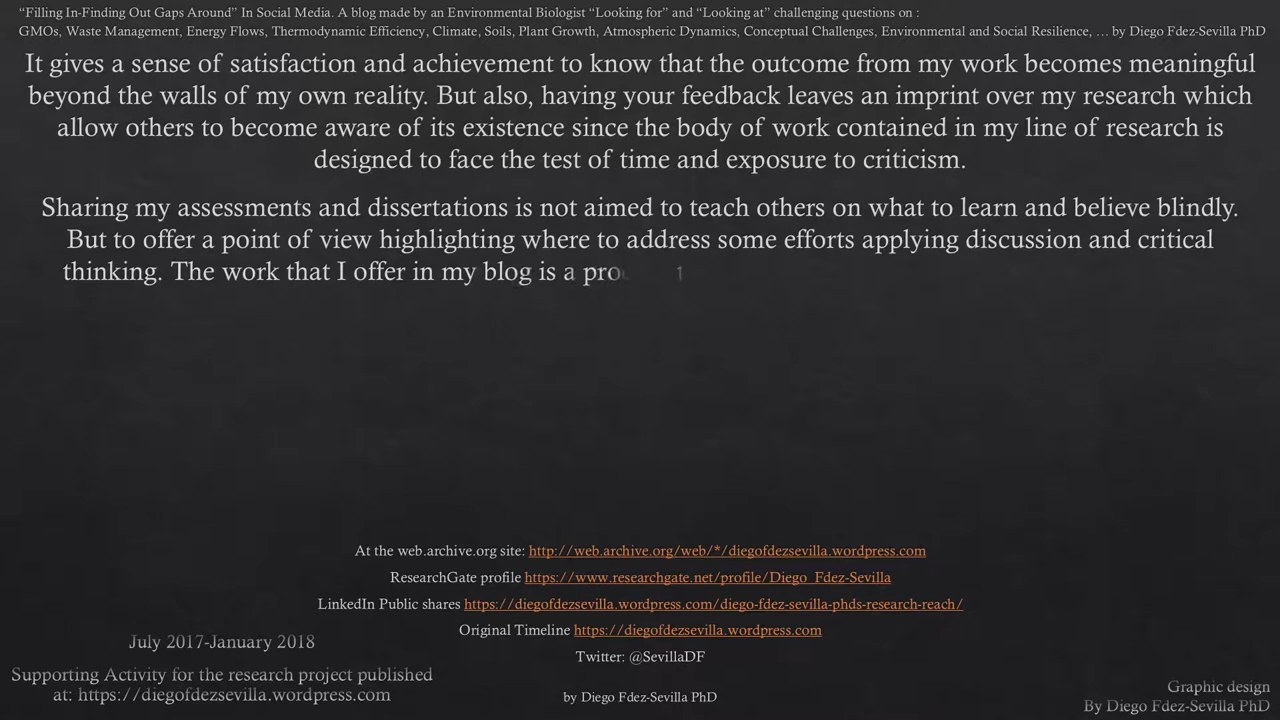 “Filling In-Finding Out Gaps Around” In Social Media. A blog made by an Environmental Biologist “Looking for” and “Looking at” challenging questions on :
GMOs, Waste Management, Energy Flows, Thermodynamic Efficiency, Climate, Soils, Plant Growth, Atmospheric Dynamics, Conceptual Challenges, Environmental and Social Resilience, … by Diego Fdez-Sevilla PhD
It gives a sense of satisfaction and achievement to know that the outcome from my work becomes meaningful
beyond the walls of my own reality. But also, having your feedback leaves an imprint over my research which
allow others to become aware of its existence since the body of work contained in my line of research is
designed to face the test of time and exposure to criticism.
Sharing my assessments and dissertations is not aimed to teach others on what to learn and believe blindly.
But to offer a point of view highlighting where to address some efforts applying discussion and critical
thinking. The work that I offer in my blog is a
At the web.archive.org site: http://web.archive.org/web/*/diegofdezsevilla.wordpress.com
ResearchGate profile https://www.researchgate.net/profile/Diego_Fdez-Sevilla
LinkedIn Public shares https://diegofdezsevilla.wordpress.com/diego-fdez-sevilla-phds-research-reach/
Original Timeline https://diegofdezsevilla.wordpress.com
Twitter: @SevillaDF
by Diego Fdez-Sevilla PhD
July 2017-January 2018
Supporting Activity for the research project published
at: https://diegofdezsevilla.wordpress.com
Graphic design
By Diego Fdez-Sevilla PhD